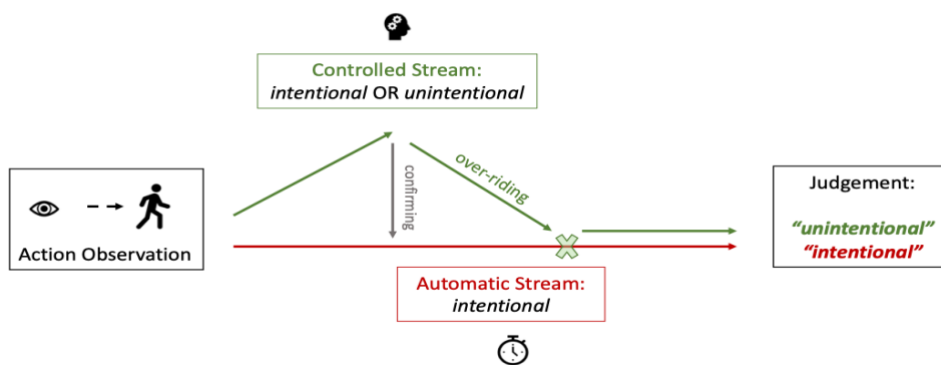 Controlled Stream:
intentional OR unintentional
over-riding
confirming
Action Observation
Judgement:
“unintentional”
“intentional”
Automatic Stream:
intentional